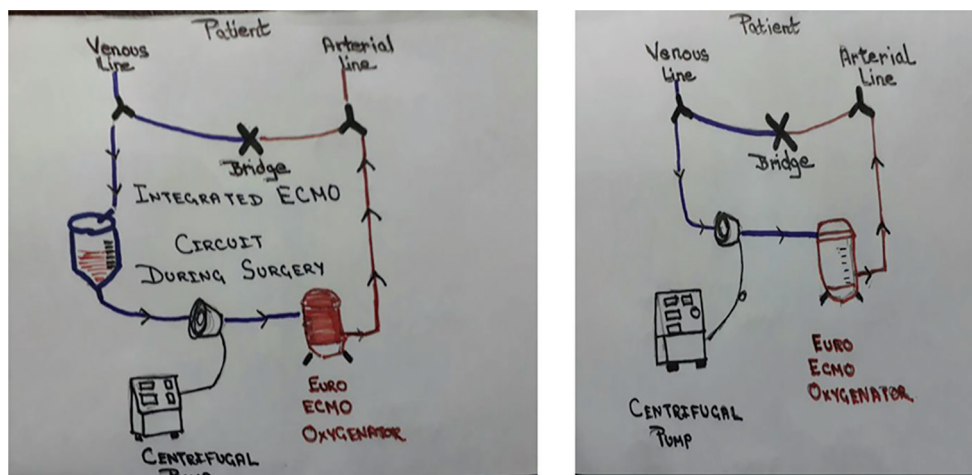 Patient
Venous
Line
Arterial
Line
Bridge
INTEGRATED ECMO
CIRCUIT
DURING SURGERY
EURO
ECMO
OXYGENATOR
CENTRIFUGAL
PUMP
Patient
Venous
Line
Arterial
Line
Bridge
EURO
ECMO
OXYGENATOR
CENTRIFUGAL
PUMP